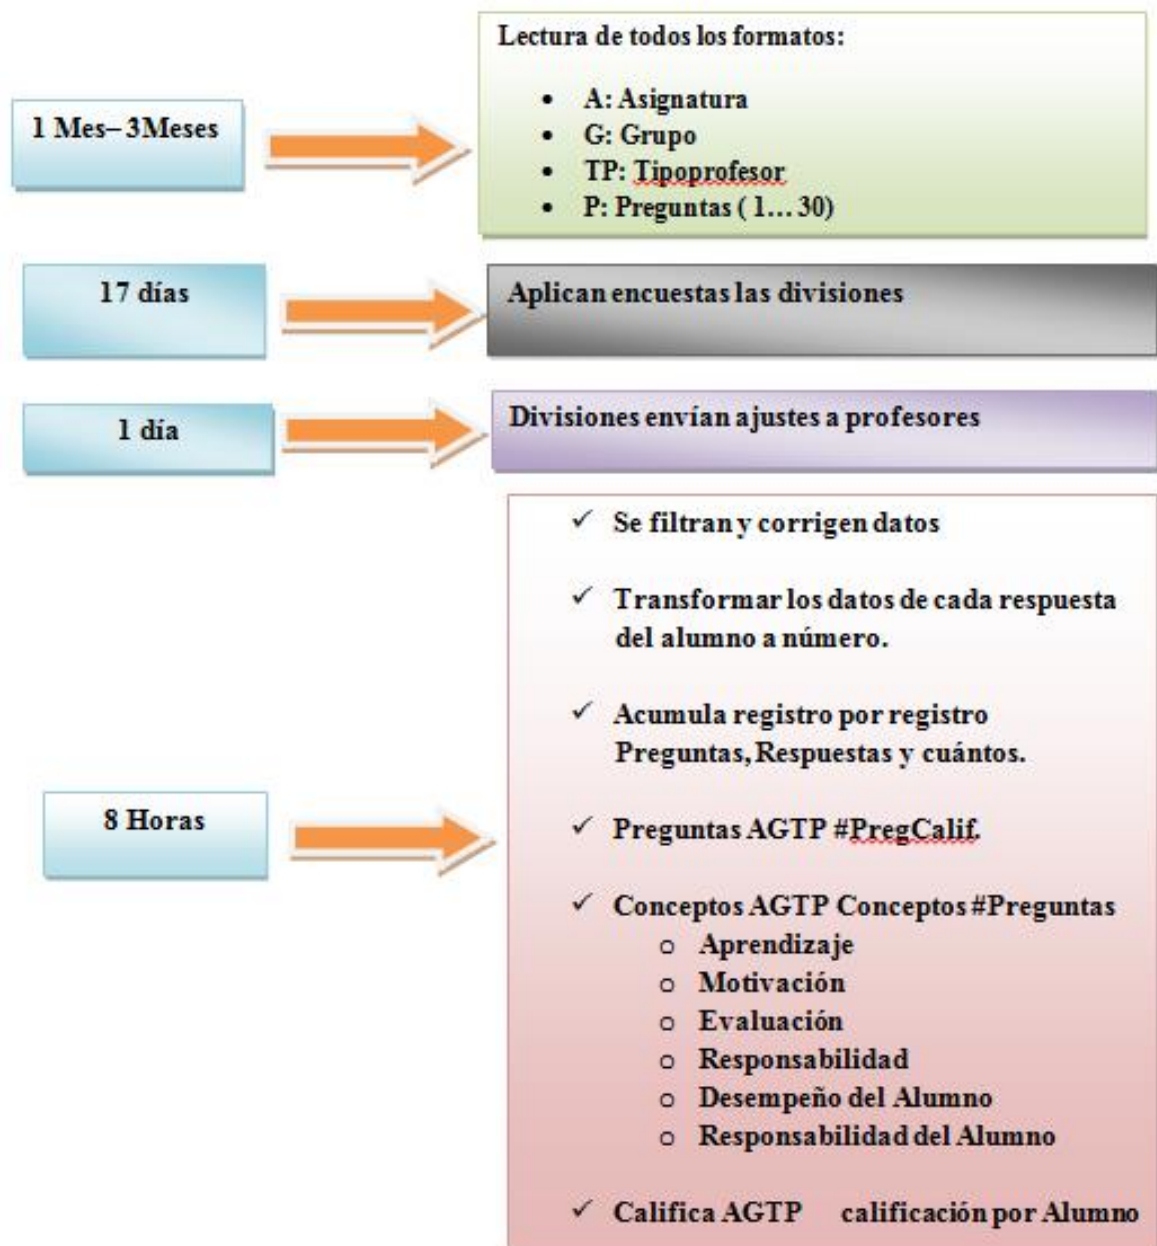 1 Mes– 3Meses
Lectura de todos los formatos:
• A: Asignatura
• G: Grupo
• TP: Tipoprofesor
• P: Preguntas ( 1… 30)
17 días
Aplican encuestas las divisiones
1 día
Divisiones envían ajustes a profesores
8 Horas
✓ Se filtran y corrigen datos
✓ Transformar los datos de cada respuesta
del alumno a número.
✓ Acumula registro por registro
Preguntas, Respuestas y cuántos.
✓ Preguntas AGTP #PregCalif.
✓ Conceptos AGTP Conceptos #Preguntas
o Aprendizaje
o Motivación
o Evaluación
o Responsabilidad
o Desempeño del Alumno
o Responsabilidad del Alumno
✓ Califica AGTP calificación por Alumno